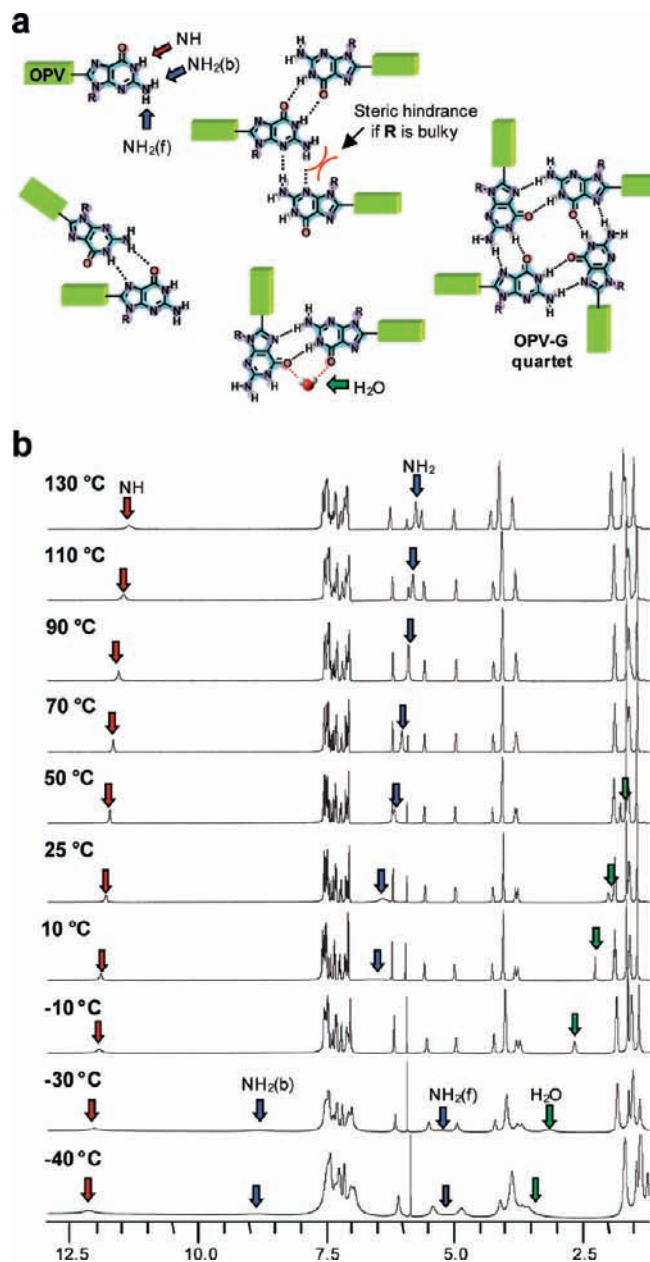 a
OPV
NH
NH2(b)
NH2(f)
Steric hindrance
if R is bulky
H2O
OPV-G
quartet
b
130 °C
NH
NH2
110 °C
90 °C
70 °C
50 °C
25 °C
10 °C
-10 °C
-30 °C
NH2(b)
NH2(f)
H2O
-40 °C
12.5 10.0 7.5 5.0 2.5